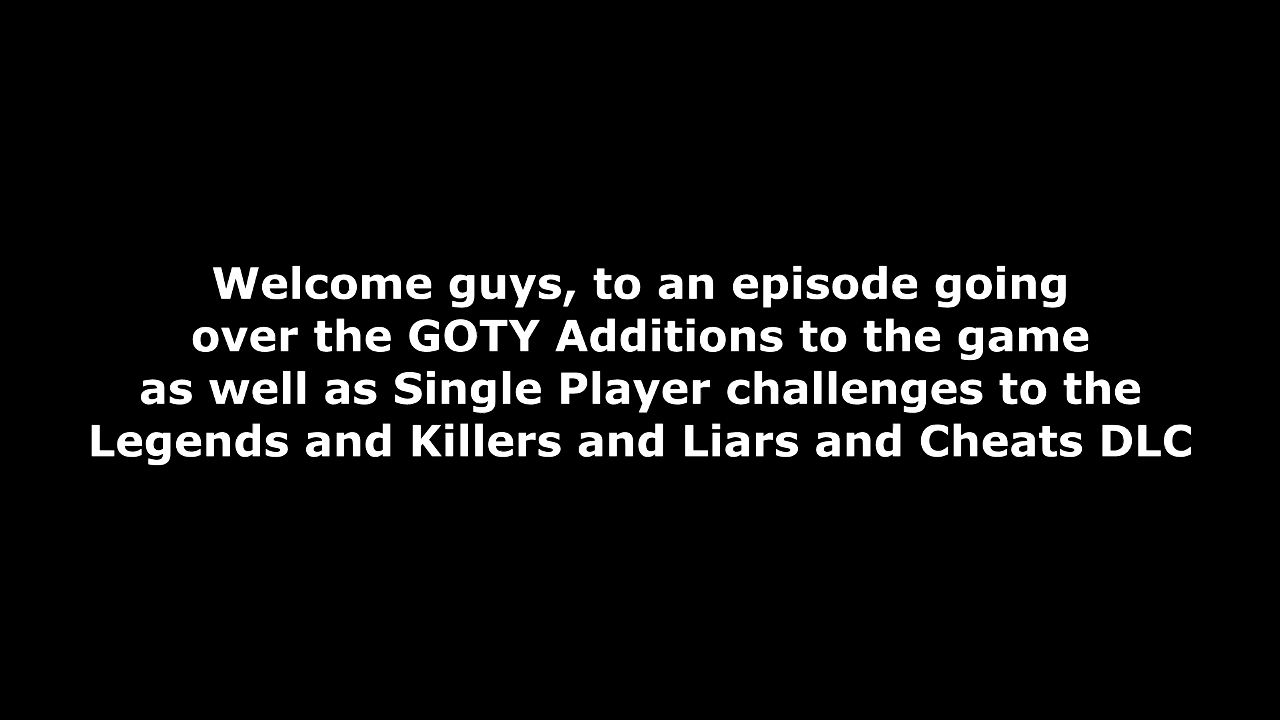 Welcome guys, to an episode going
over the GOTY Additions to the game
as well as Single Player challenges to the
Legends and Killers and Liars and Cheats DLC